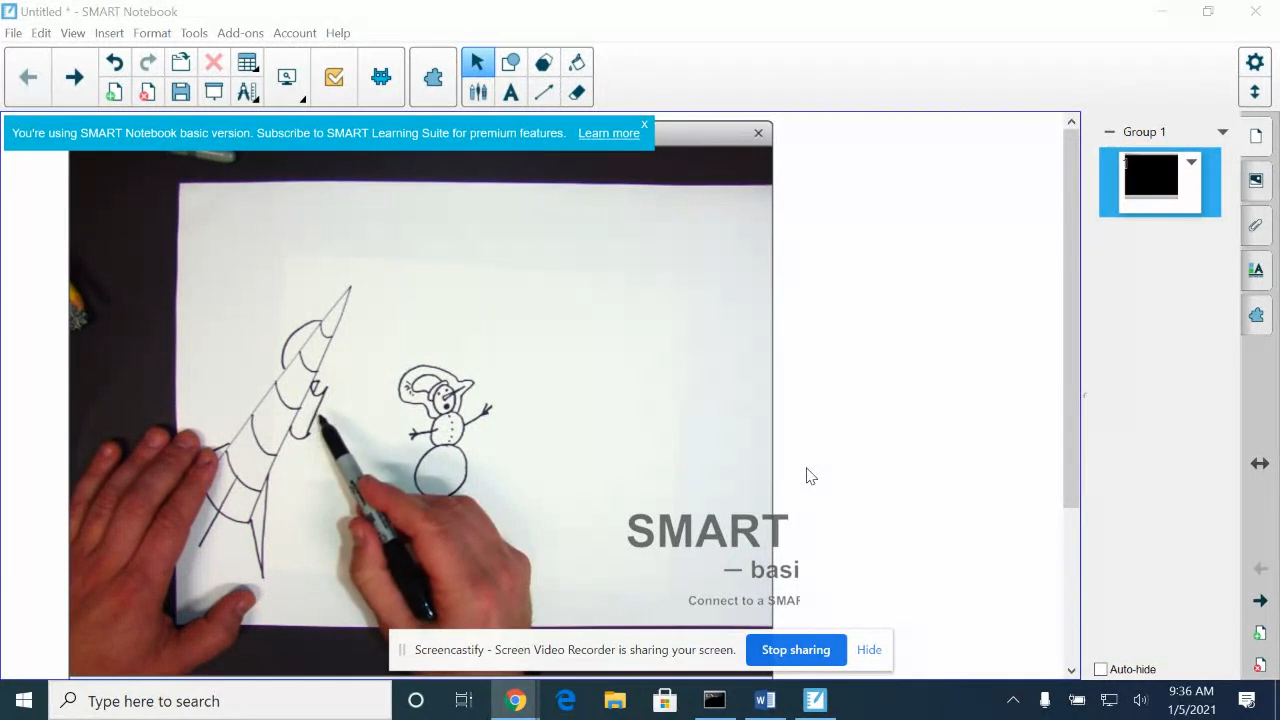 Untitled * - SMART Notebook
File Edit View Insert Format Tools Add-ons Account Help
You're using SMART Notebook basic version. Subscribe to SMART Learning Suite for premium features. Learn more x
Group 1
SMART
— basi
Connect to a SMAR
Screencastify - Screen Video Recorder is sharing your screen. Stop sharing Hide
Auto-hide
Type here to search
9:36 AM
1/5/2021